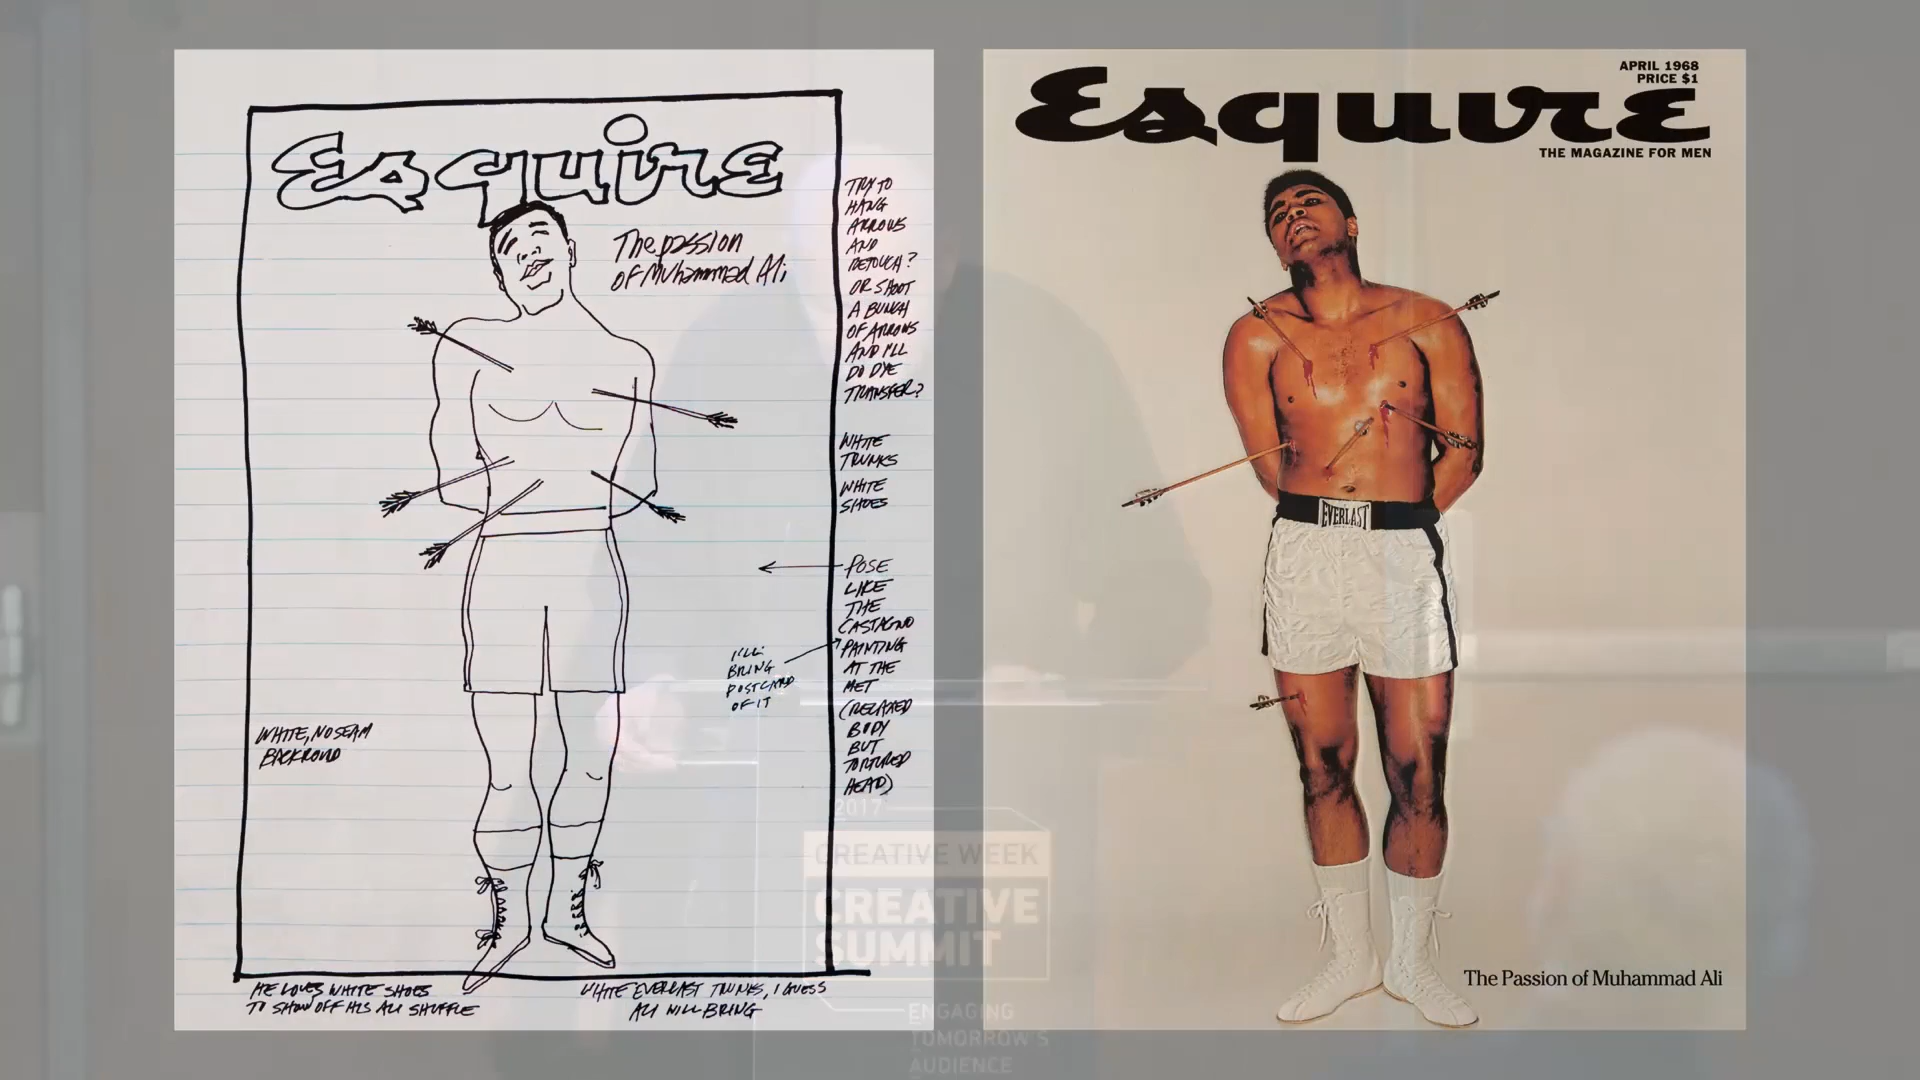 Esquire
The passion
of Muhammad Ali
TRY TO
HANG
ARROWS
AND
RETOUCH?
OR SHOOT
A BUNCH
OF ARROWS
AND I'LL
DO DYE
TRANSFER?
WHITE
TRUNKS
WHITE
SHOES
POSE
LIKE
THE
CASTAGNO
PAINTING
AT THE
MET
(RELAXED
BODY
BUT
TORTURED
HEAD)
I'LL
BRING
POSTCARD
OF IT
WHITE, NO SEAM
BACKROUND
HE LOVES WHITE SHOES
TO SHOW OFF HIS ALI SHUFFLE
WHITE EVERLAST TRUNKS, I GUESS
ALI WILL BRING
APRIL 1968
PRICE $1
Esquire
THE MAGAZINE FOR MEN
EVERLAST
The Passion of Muhammad Ali
2017
CREATIVE WEEK
CREATIVE
SUMMIT
ENGAGING
TOMORROW'S
AUDIENCE